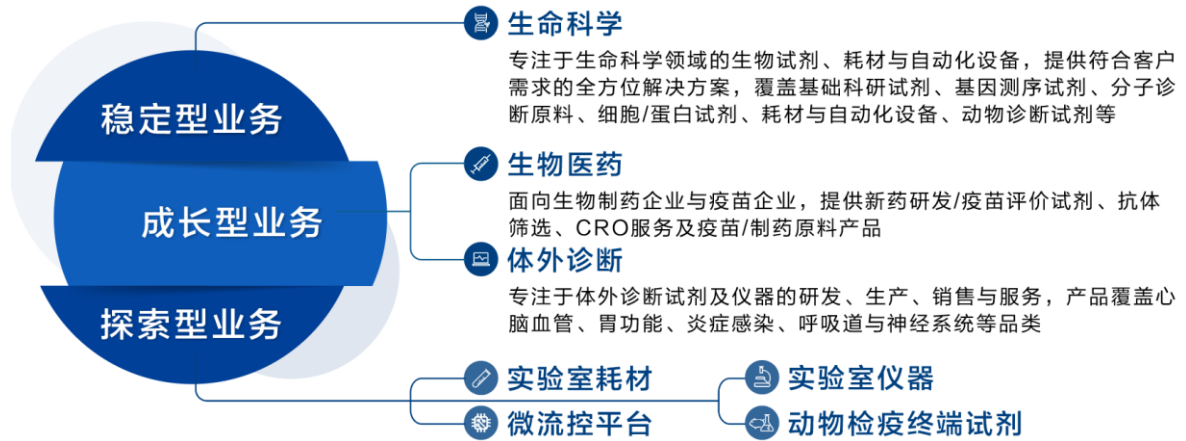 生命科学
专注于生命科学领域的生物试剂、耗材与自动化设备，提供符合客户
需求的全方位解决方案，覆盖基础科研试剂、基因测序试剂、分子诊
断原料、细胞/蛋白试剂、耗材与自动化设备、动物诊断试剂等
稳定型业务
生物医药
面向生物制药企业与疫苗企业，提供新药研发/疫苗评价试剂、抗体
筛选、CRO服务及疫苗/制药原料产品
成长型业务
体外诊断
专注于体外诊断试剂及仪器的研发、生产、销售与服务，产品覆盖心
脑血管、胃功能、炎症感染、呼吸道与神经系统等品类
探索型业务
实验室耗材
实验室仪器
微流控平台
动物检疫终端试剂